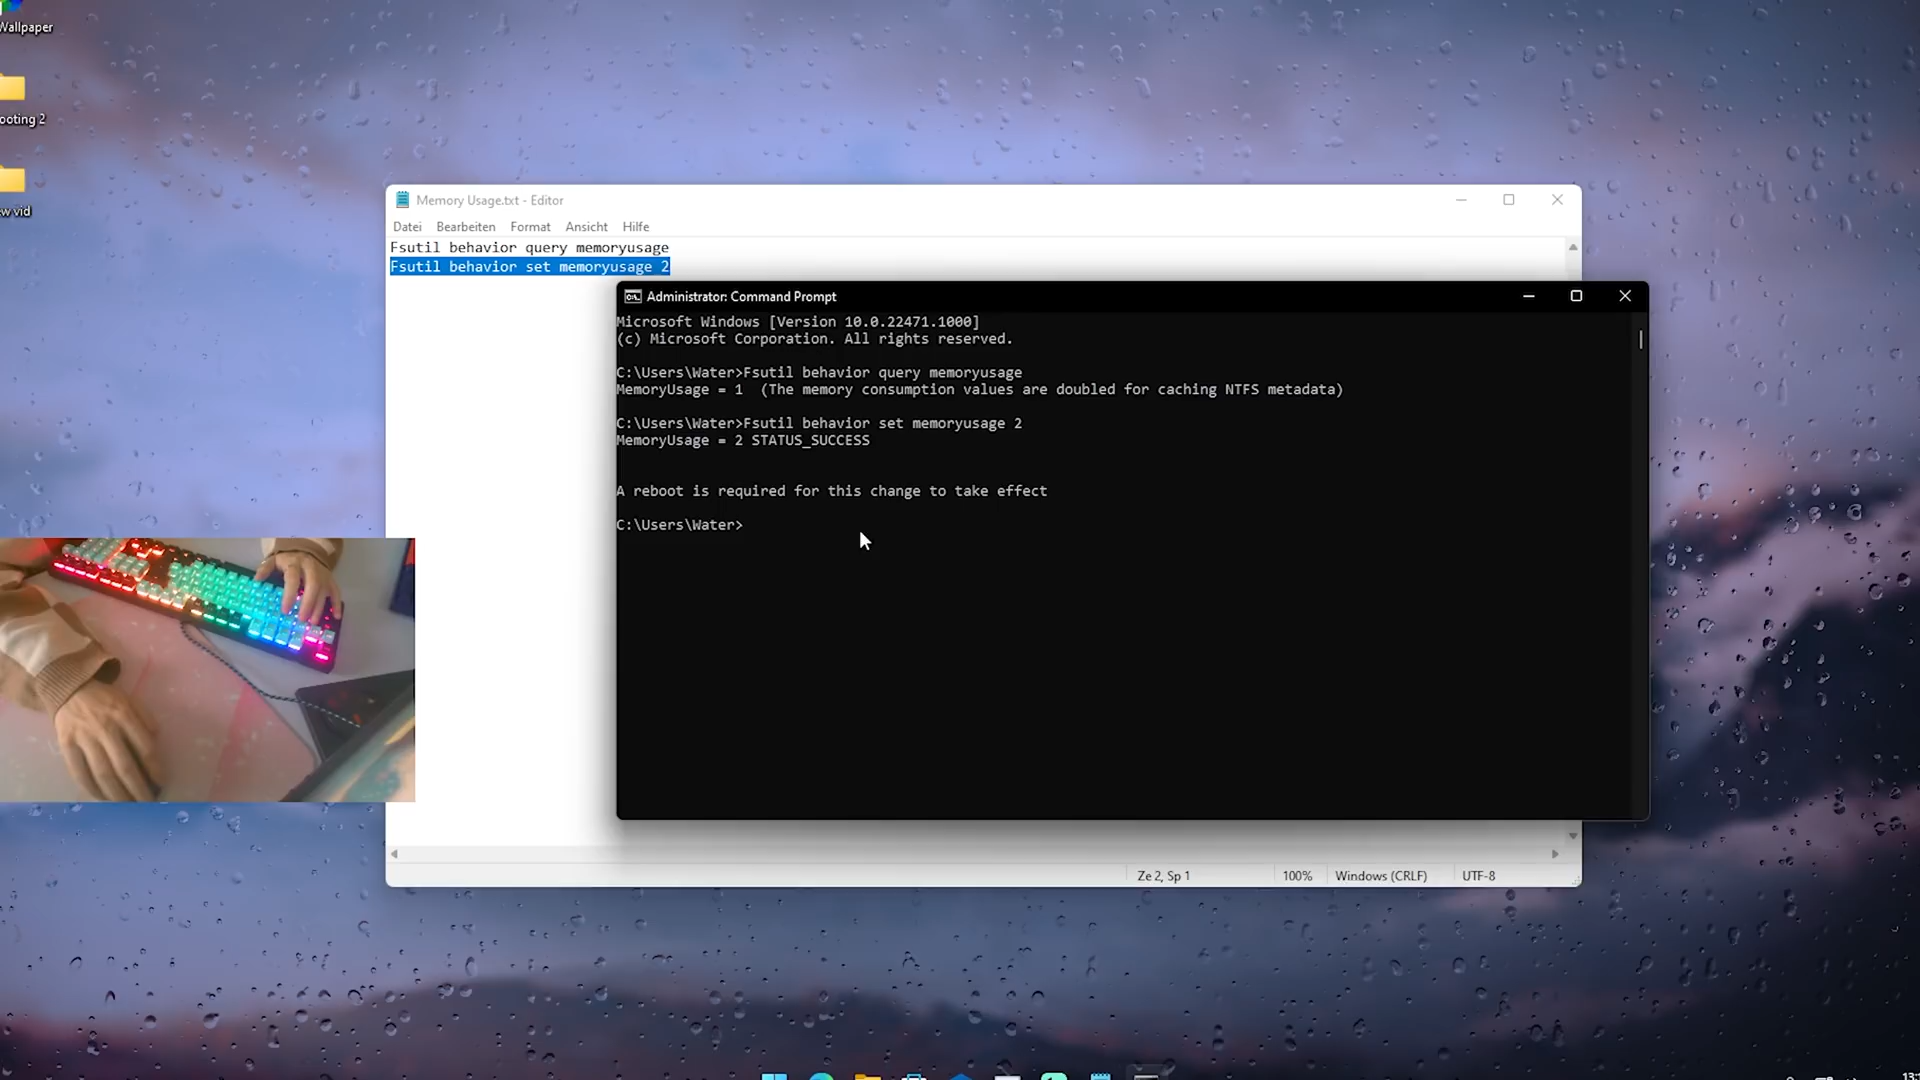 Wallpaper
ooting 2
ew vid
Memory Usage.txt - Editor
Datei Bearbeiten Format Ansicht Hilfe
Fsutil behavior query memoryusage
Fsutil behavior set memoryusage 2
Administrator: Command Prompt
Microsoft Windows [Version 10.0.22471.1000]
(c) Microsoft Corporation. All rights reserved.
C:\Users\Water>Fsutil behavior query memoryusage
MemoryUsage = 1  (The memory consumption values are doubled for caching NTFS metadata)
C:\Users\Water>Fsutil behavior set memoryusage 2
MemoryUsage = 2 STATUS_SUCCESS
A reboot is required for this change to take effect
C:\Users\Water>
Ze 2, Sp 1 100% Windows (CRLF) UTF-8